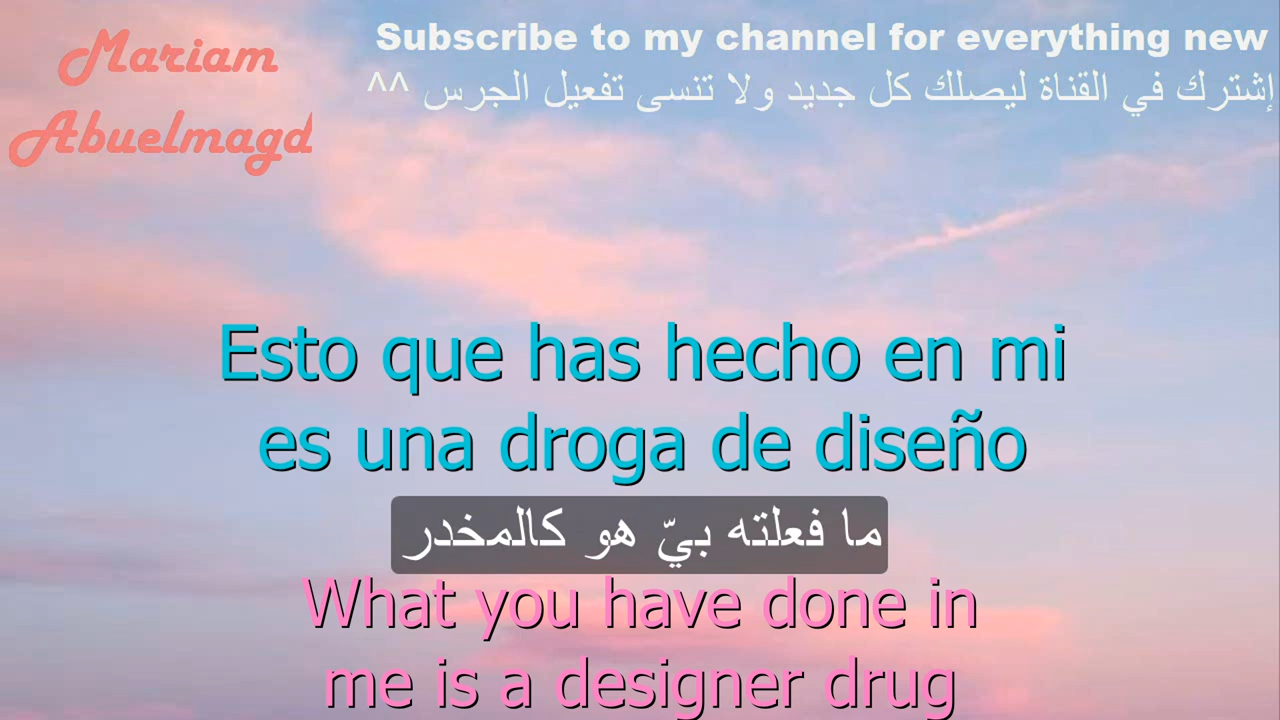 Mariam
Abuelmagd
Subscribe to my channel for everything new
إشترك في القناة ليصلك كل جديد ولا تنسى تفعيل الجرس ^^
Esto que has hecho en mi
es una droga de diseño
ما فعلته بيّ هو كالمخدر
What you have done in
me is a designer drug